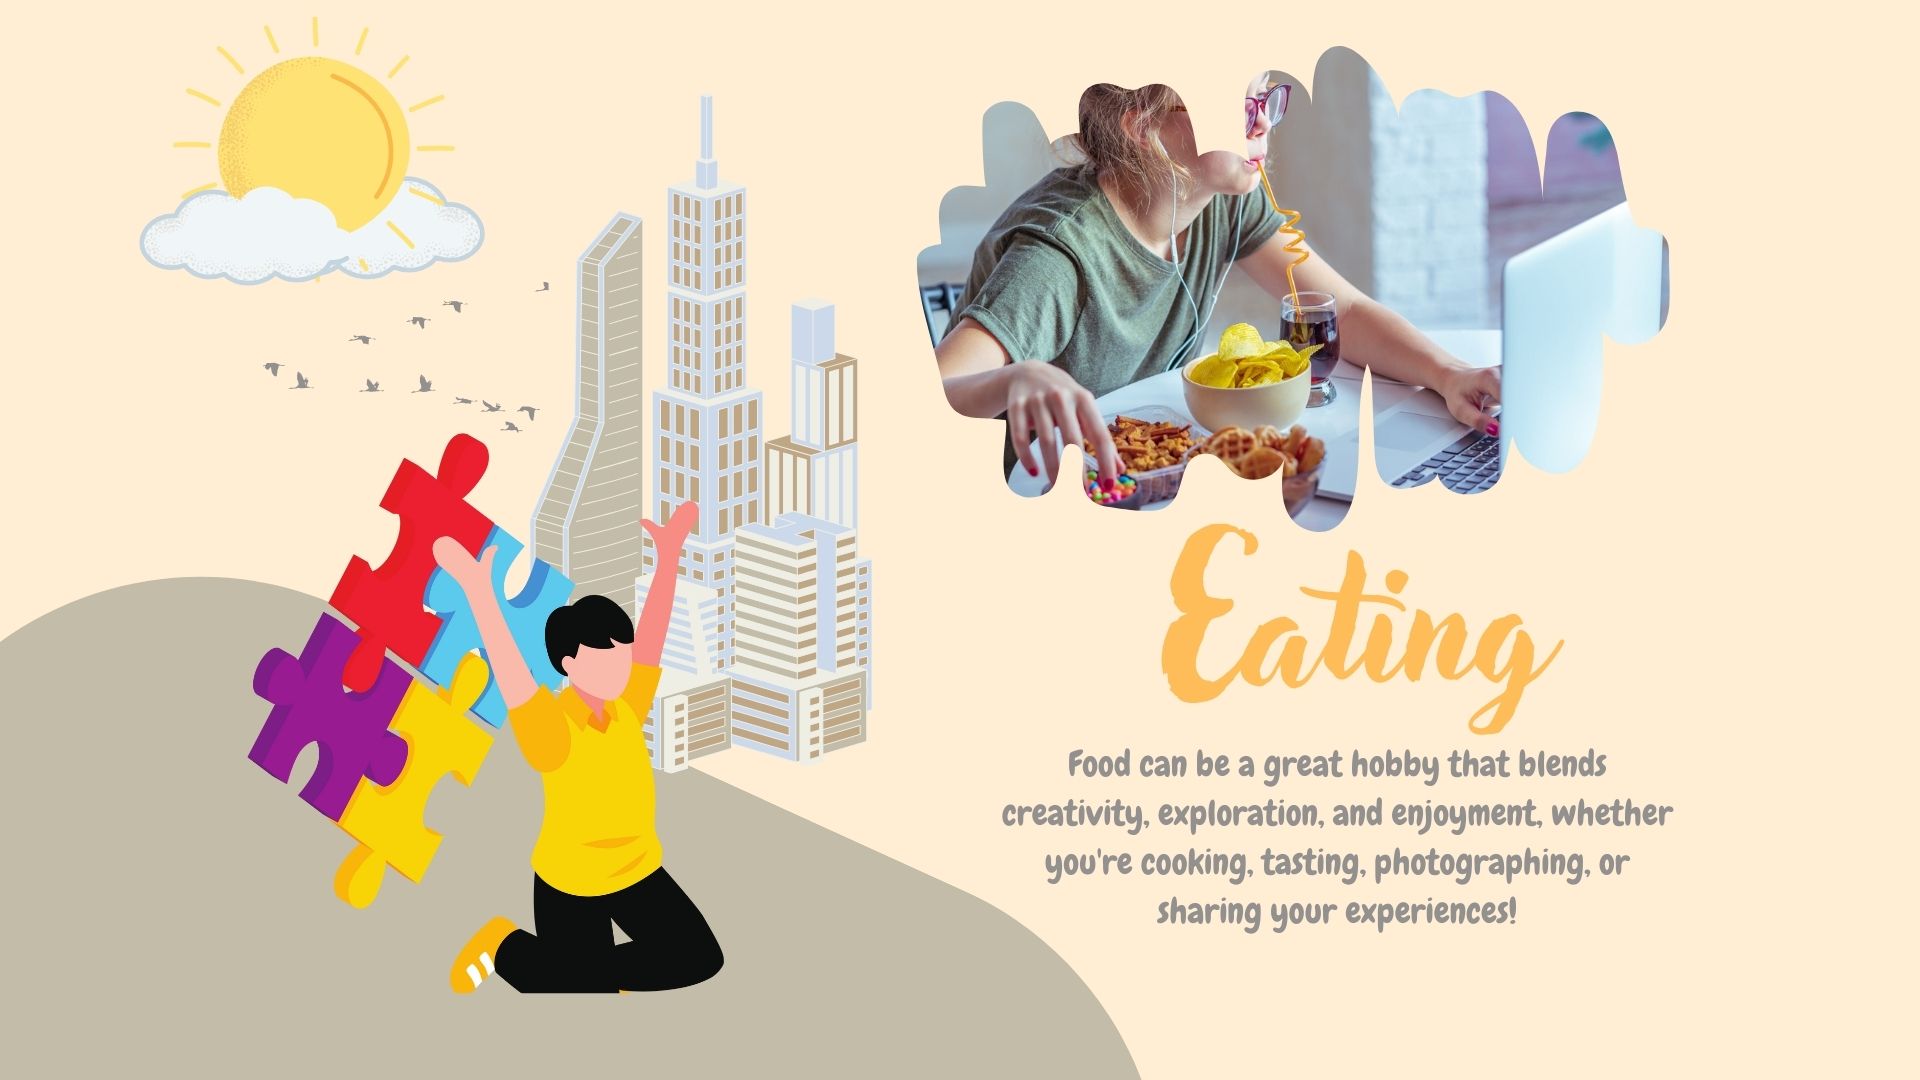 Eating
Food can be a great hobby that blends
creativity, exploration, and enjoyment, whether
you're cooking, tasting, photographing, or
sharing your experiences!